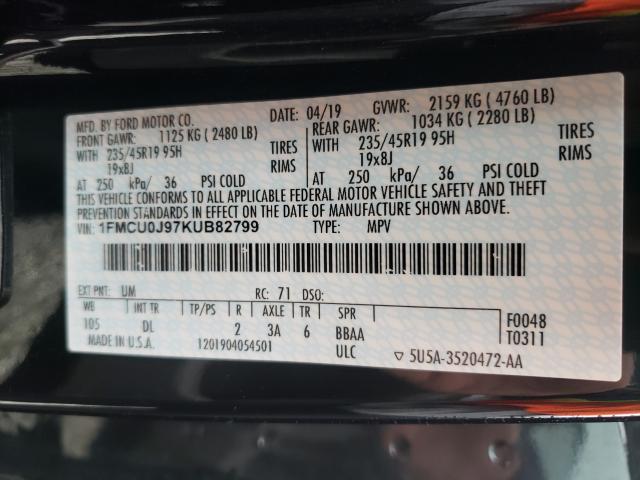 MFD. BY FORD MOTOR CO.
DATE: 04/19 GVWR: 2159 KG ( 4760 LB)
FRONT GAWR: 1125 KG ( 2480 LB)
REAR GAWR: 1034 KG ( 2280 LB)
WITH 235/45R19 95H TIRES
WITH 235/45R19 95H TIRES
19x8J RIMS
19x8J RIMS
AT 250 kPa/ 36 PSI COLD
AT 250 kPa/ 36 PSI COLD
THIS VEHICLE CONFORMS TO ALL APPLICABLE FEDERAL MOTOR VEHICLE SAFETY AND THEFT
PREVENTION STANDARDS IN EFFECT ON THE DATE OF MANUFACTURE SHOWN ABOVE.
VIN: 1FMCU0J97KUB82799 TYPE: MPV
EXT PNT: UM RC: 71 DSO:
WB INT TR TP/PS R AXLE TR SPR
105 DL 2 3A 6 BBAA
F0048
T0311
MADE IN U.S.A. 1201904054501 ULC ▽ 5U5A-3520472-AA